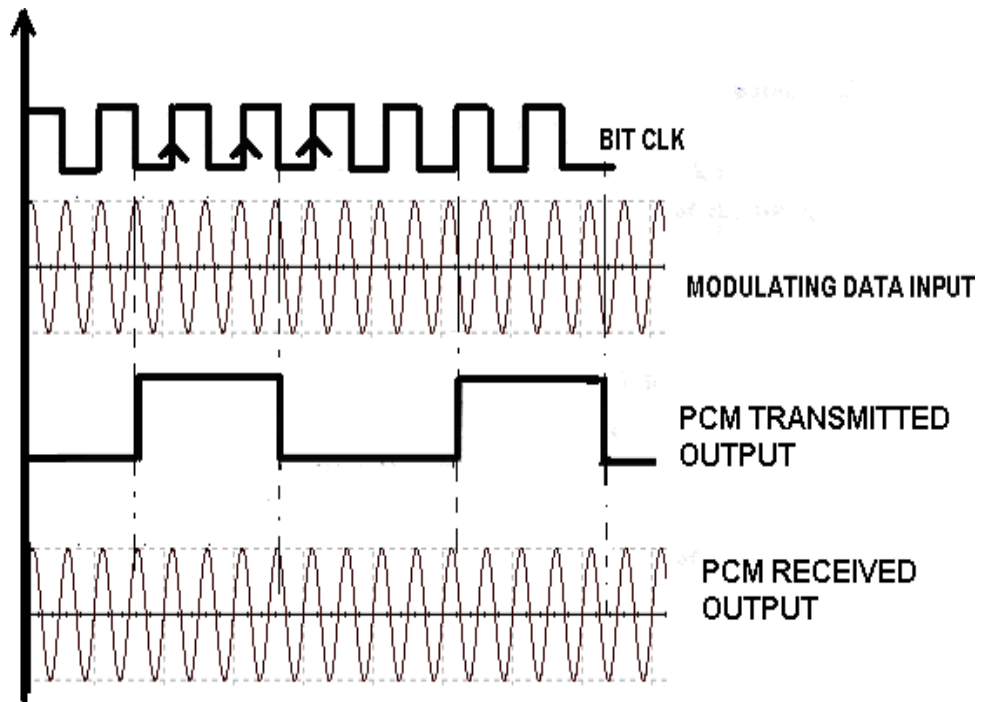 BIT CLK
MODULATING DATA INPUT
PCM TRANSMITTED
OUTPUT
PCM RECEIVED
OUTPUT